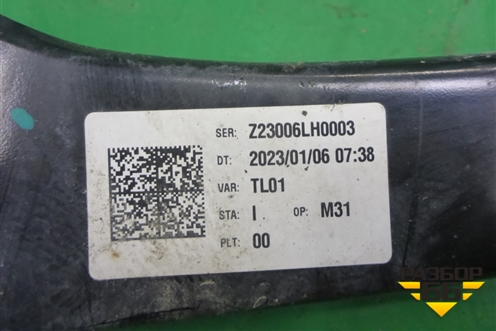 SER: Z23006LH0003
DT: 2023/01/06 07:38
VAR: TL01
STA: I OP: M31
PLT: 00
РАЗБОР